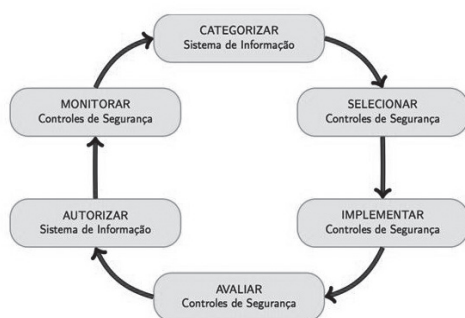 CATEGORIZAR
Sistema de Informação
SELECIONAR
Controles de Segurança
IMPLEMENTAR
Controles de Segurança
AVALIAR
Controles de Segurança
AUTORIZAR
Sistema de Informação
MONITORAR
Controles de Segurança